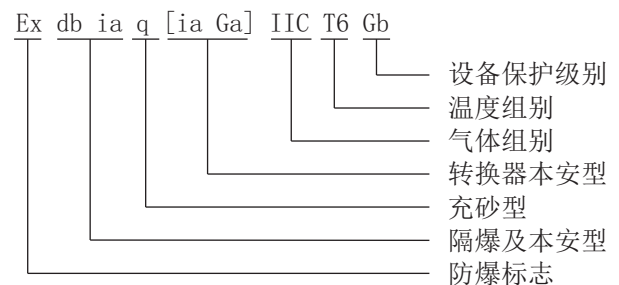 Ex db ia q [ia Ga] IIC T6 Gb
设备保护级别
温度组别
气体组别
转换器本安型
充砂型
隔爆及本安型
防爆标志